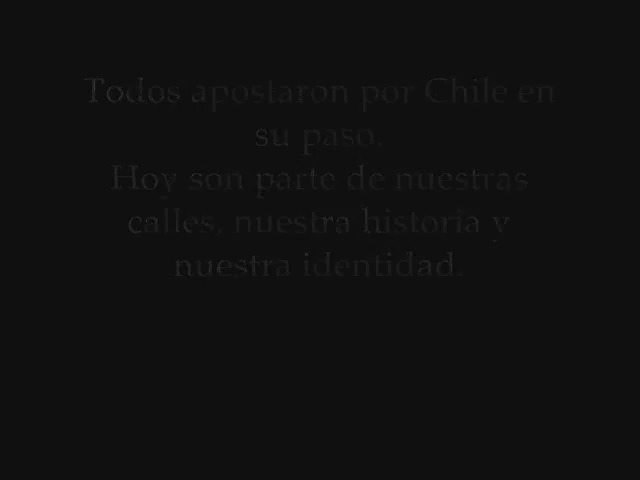 Todos apostaron por Chile en
su paso.
Hoy son parte de nuestras
calles, nuestra historia y
nuestra identidad.